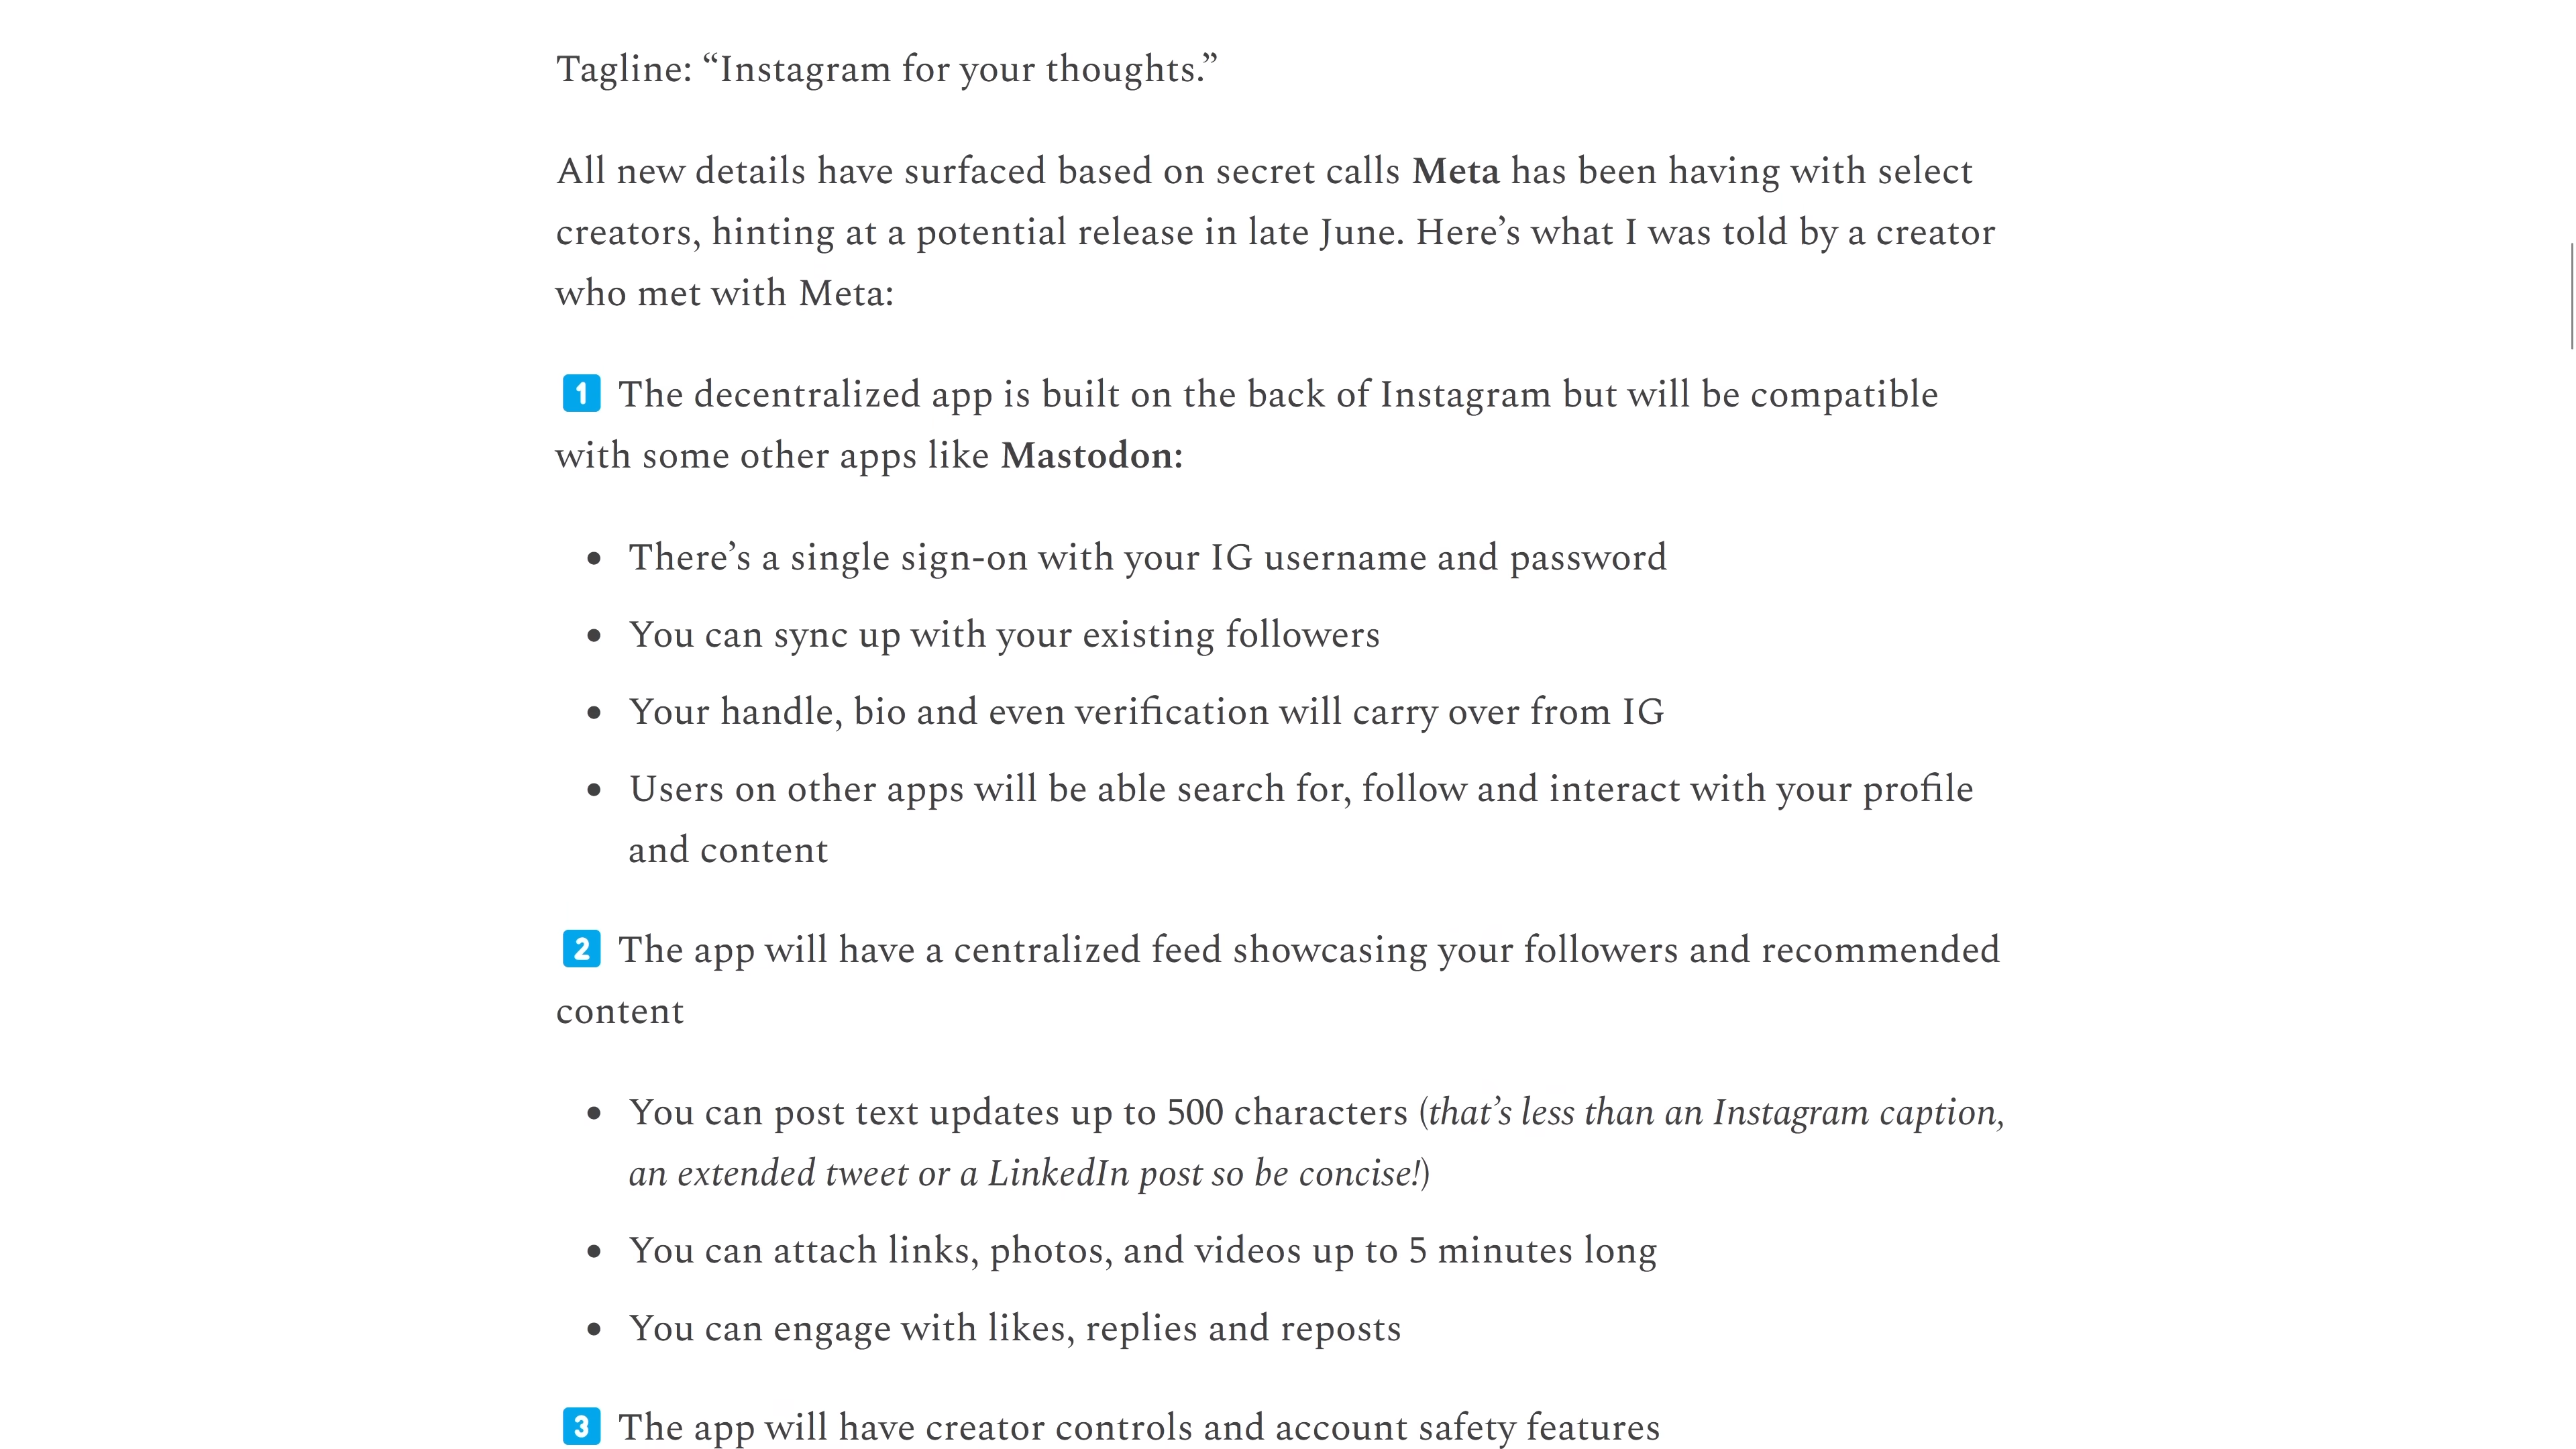 Tagline: “Instagram for your thoughts.”
All new details have surfaced based on secret calls Meta has been having with select
creators, hinting at a potential release in late June. Here’s what I was told by a creator
who met with Meta:
1 The decentralized app is built on the back of Instagram but will be compatible
with some other apps like Mastodon:
• There’s a single sign-on with your IG username and password
• You can sync up with your existing followers
• Your handle, bio and even verification will carry over from IG
• Users on other apps will be able search for, follow and interact with your profile
and content
2 The app will have a centralized feed showcasing your followers and recommended
content
• You can post text updates up to 500 characters (that’s less than an Instagram caption,
an extended tweet or a LinkedIn post so be concise!)
• You can attach links, photos, and videos up to 5 minutes long
• You can engage with likes, replies and reposts
3 The app will have creator controls and account safety features